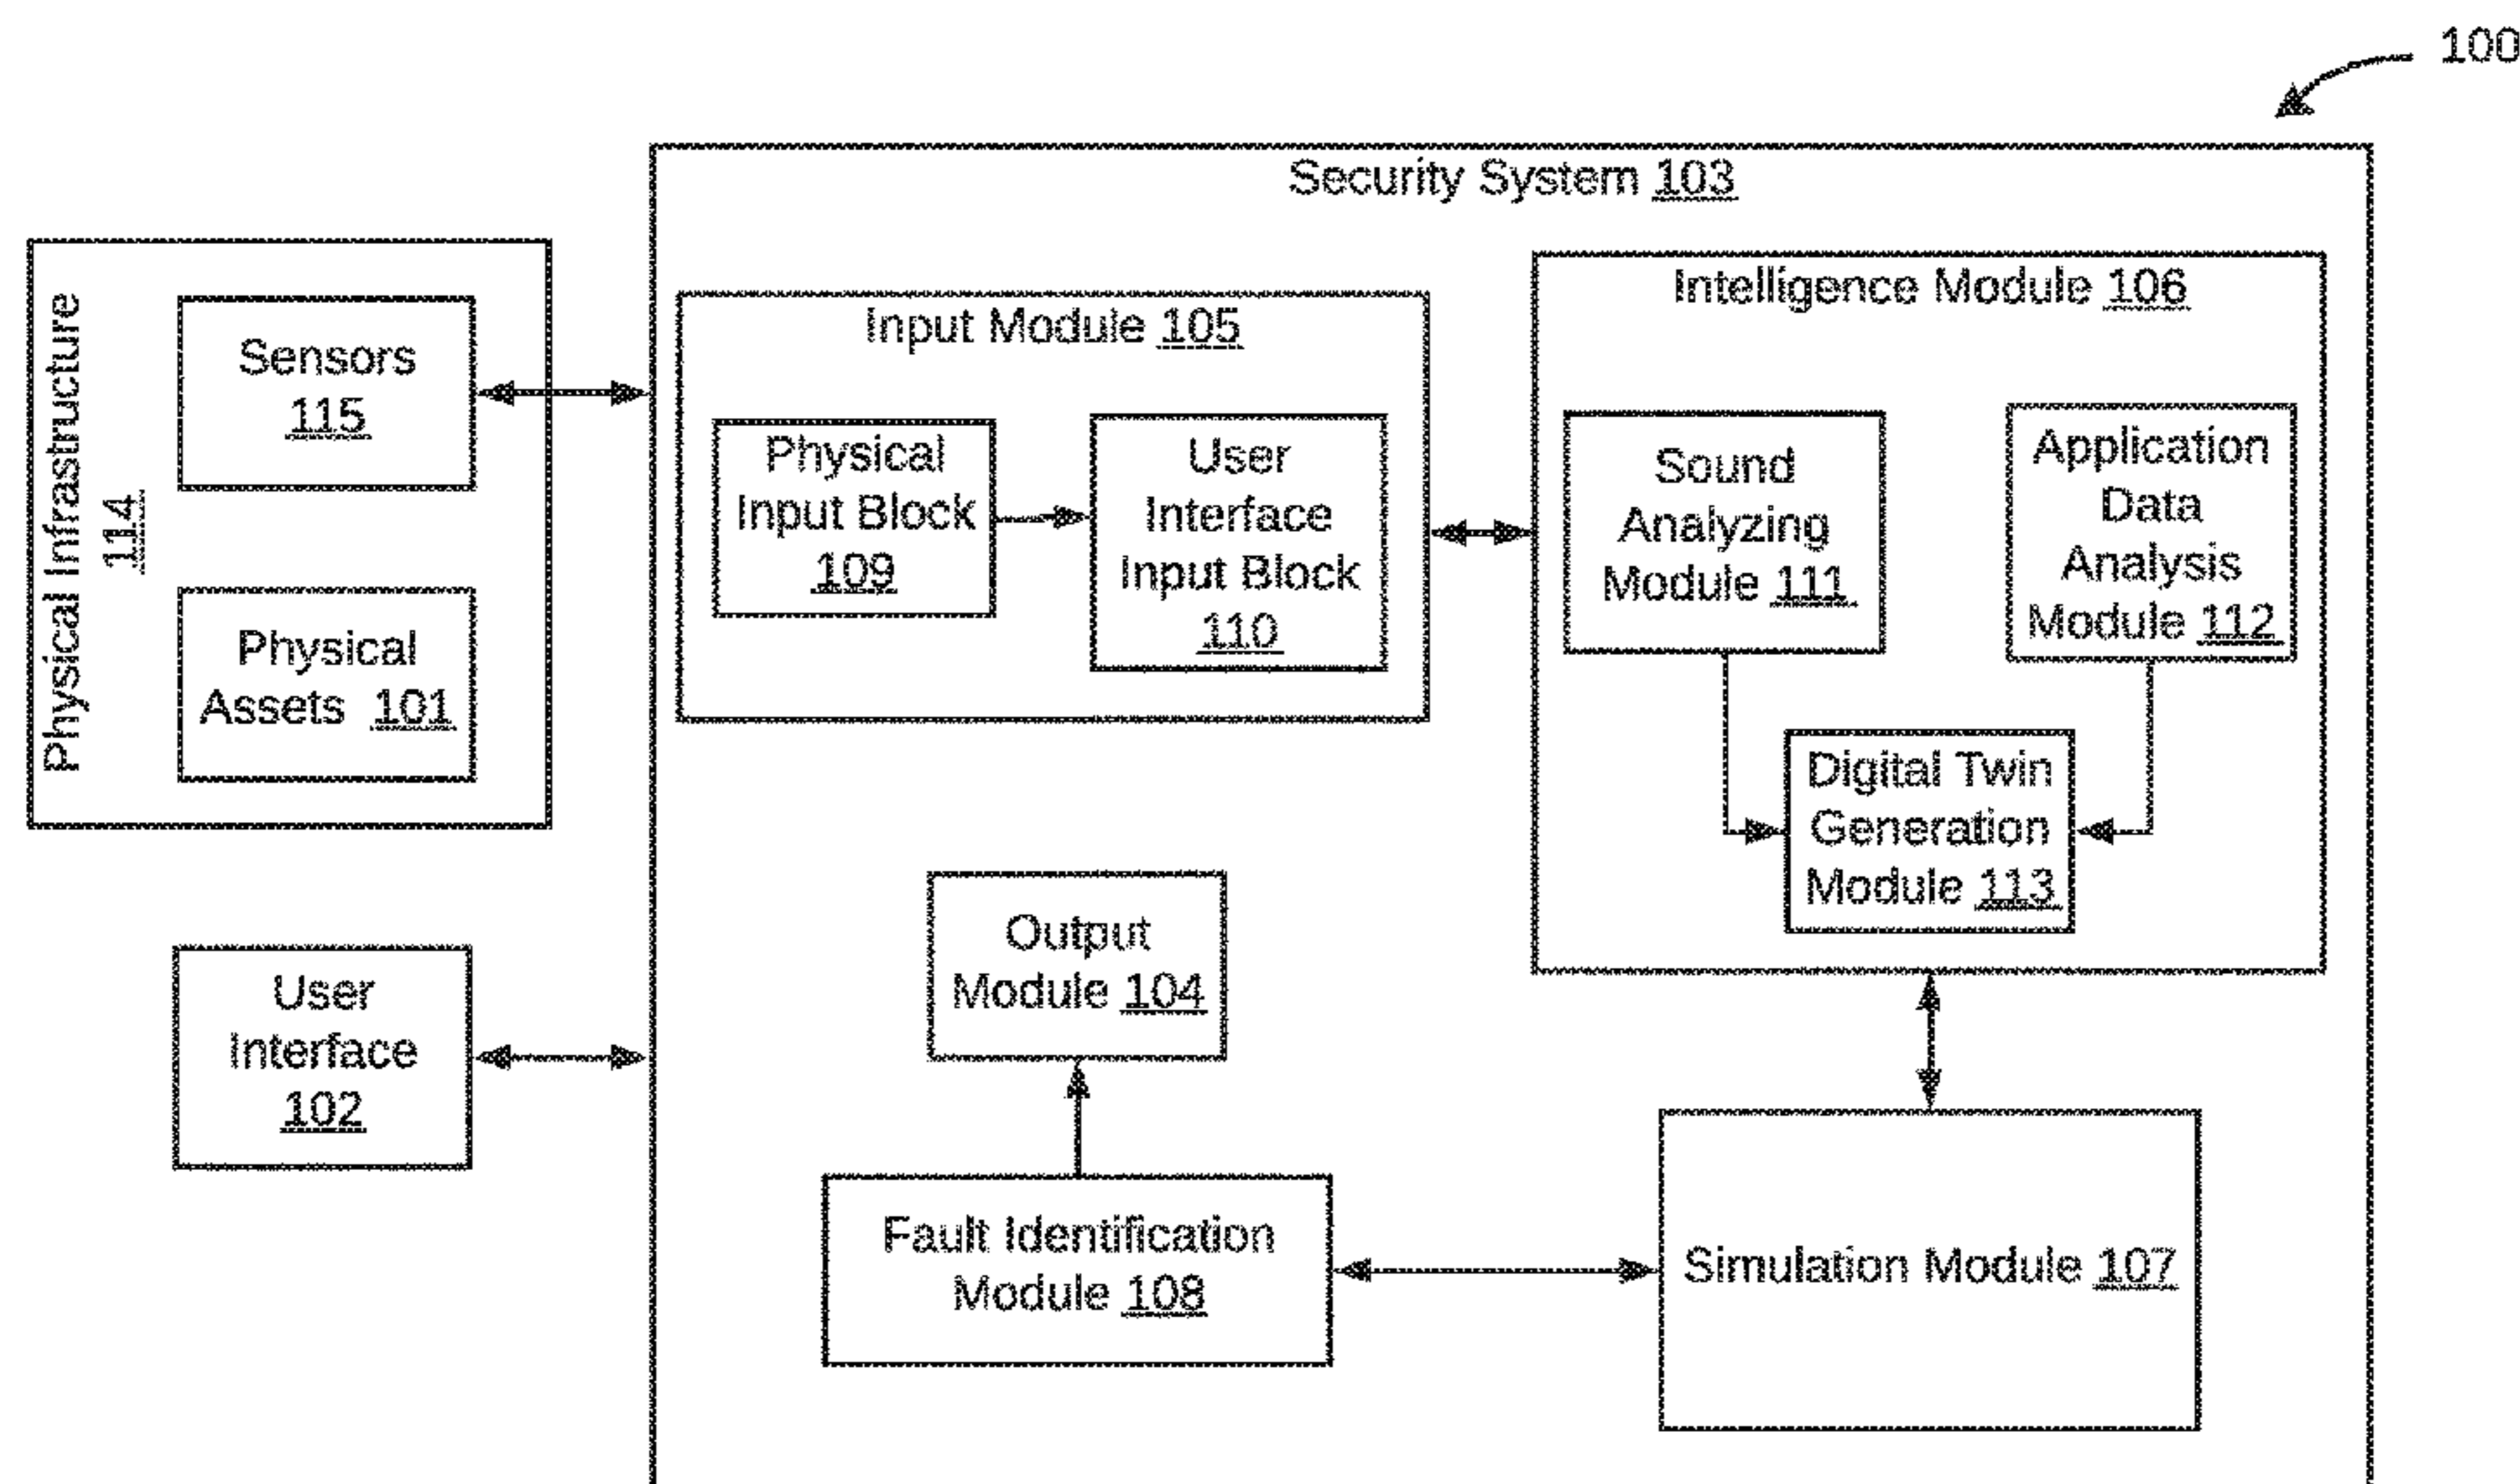 100
Security System 103
Physical Infrastructure
114
Sensors
115
Physical
Assets 101
User
Interface
102
Input Module 105
Physical
Input Block
109
User
Interface
Input Block
110
Intelligence Module 106
Sound
Analyzing
Module 111
Application
Data
Analysis
Module 112
Digital Twin
Generation
Module 113
Output
Module 104
Fault Identification
Module 108
Simulation Module 107